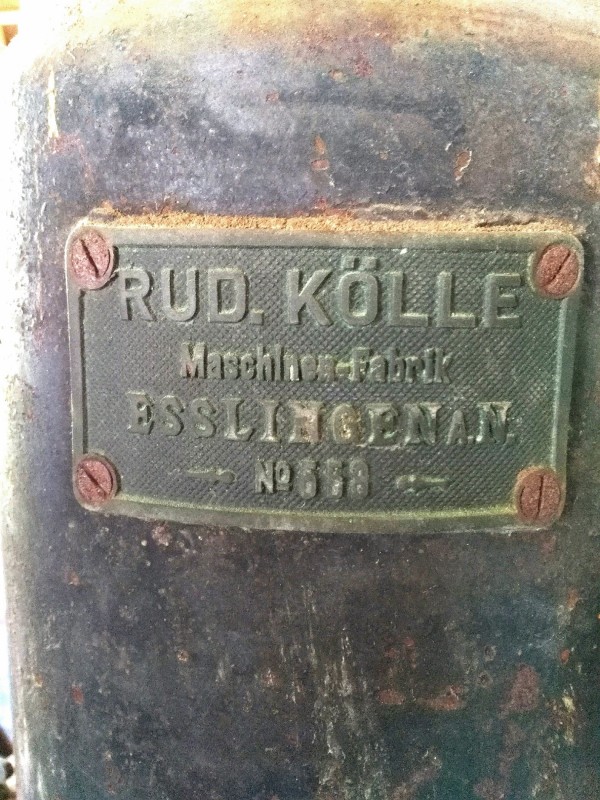 RUD. KÖLLE
Maschinen-Fabrik
ESSLINGEN A.N.
No